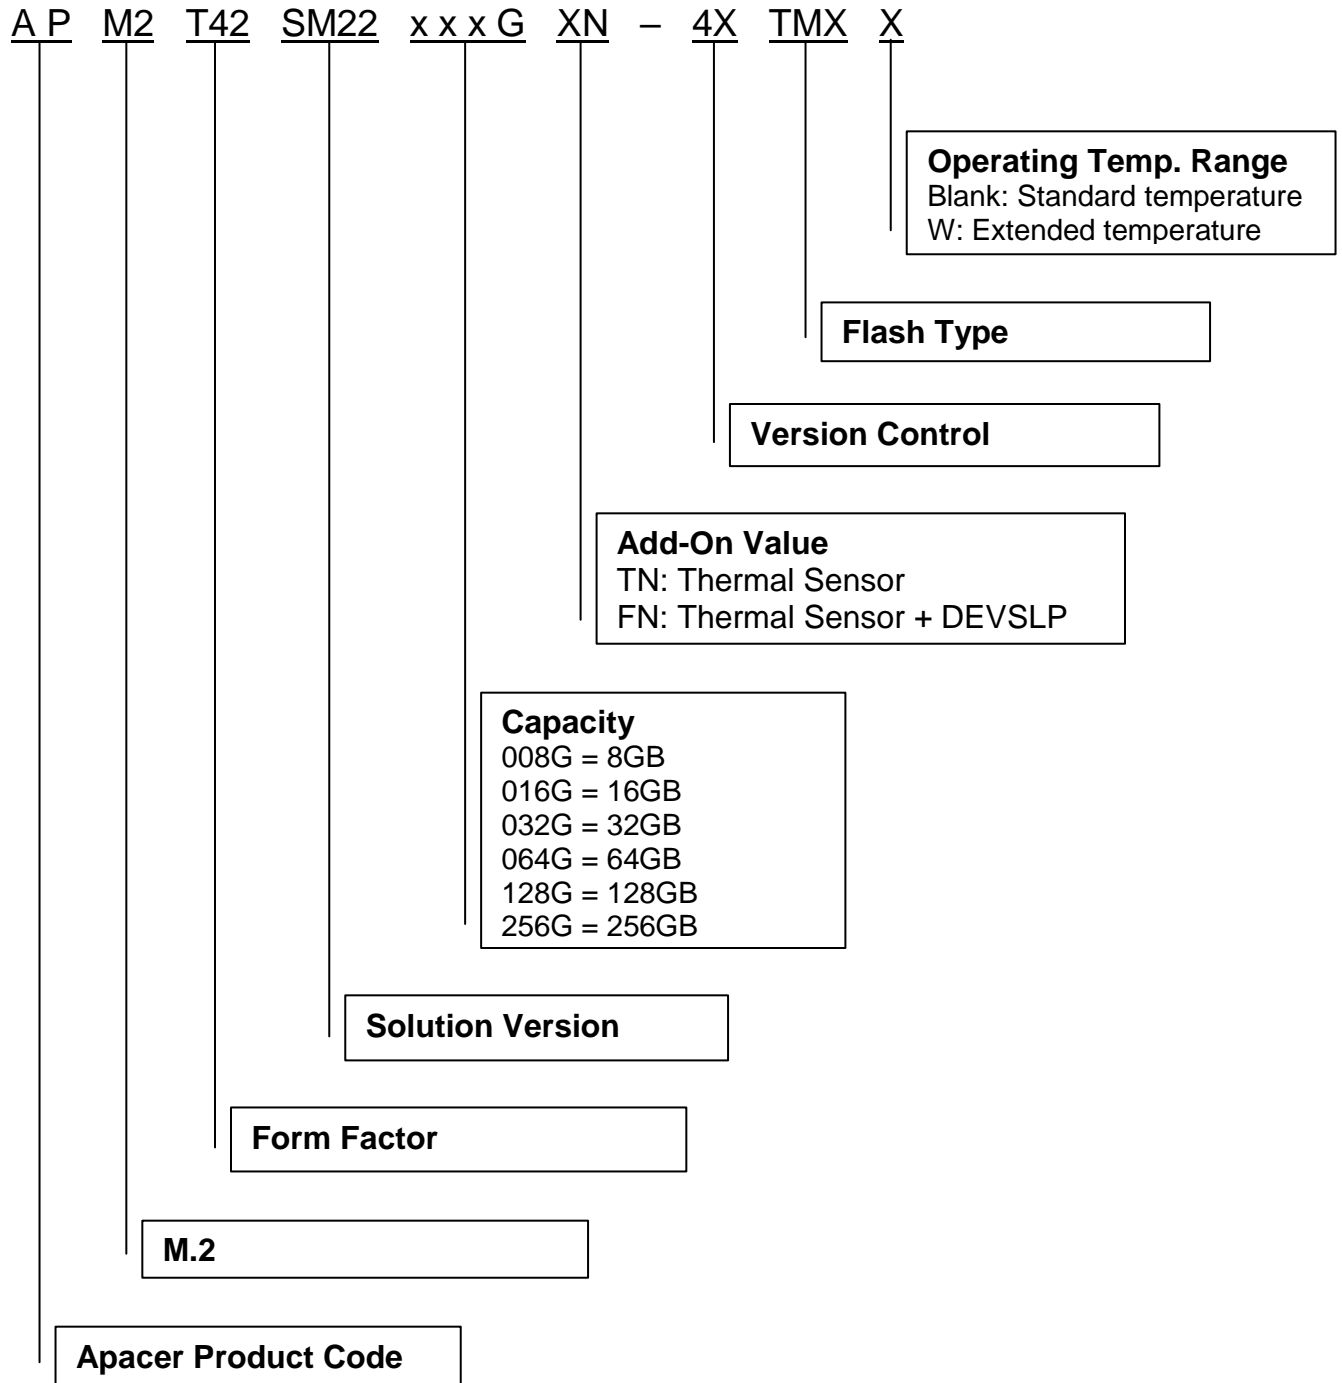 A P M2 T42 SM22 x x x G XN – 4X TMX X
Operating Temp. Range
Blank: Standard temperature
W: Extended temperature
Flash Type
Version Control
Add-On Value
TN: Thermal Sensor
FN: Thermal Sensor + DEVSLP
Capacity
008G = 8GB
016G = 16GB
032G = 32GB
064G = 64GB
128G = 128GB
256G = 256GB
Solution Version
Form Factor
M.2
Apacer Product Code